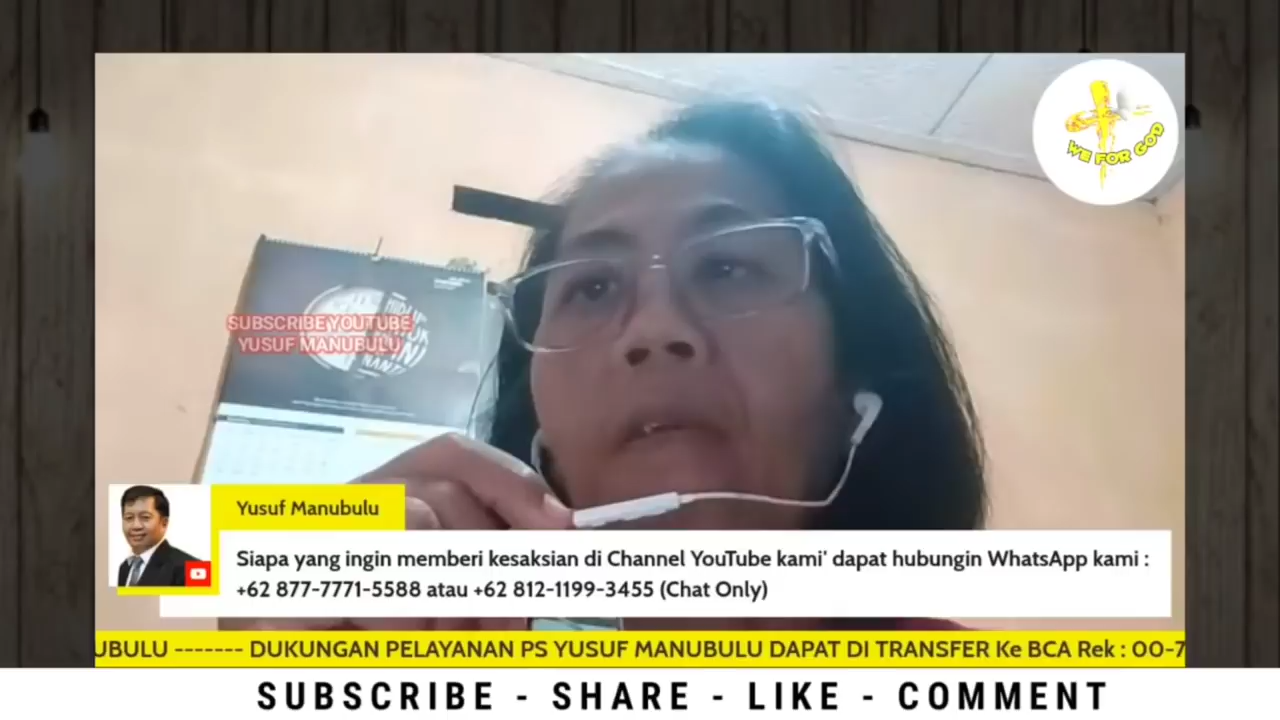 WE FOR GOD
SUBSCRIBE YOUTUBE
YUSUF MANUBULU
Yusuf Manubulu
Siapa yang ingin memberi kesaksian di Channel YouTube kami' dapat hubungin WhatsApp kami :
+62 877-7771-5588 atau +62 812-1199-3455 (Chat Only)
UBULU ------- DUKUNGAN PELAYANAN PS YUSUF MANUBULU DAPAT DI TRANSFER Ke BCA Rek : 00-7
SUBSCRIBE - SHARE - LIKE - COMMENT